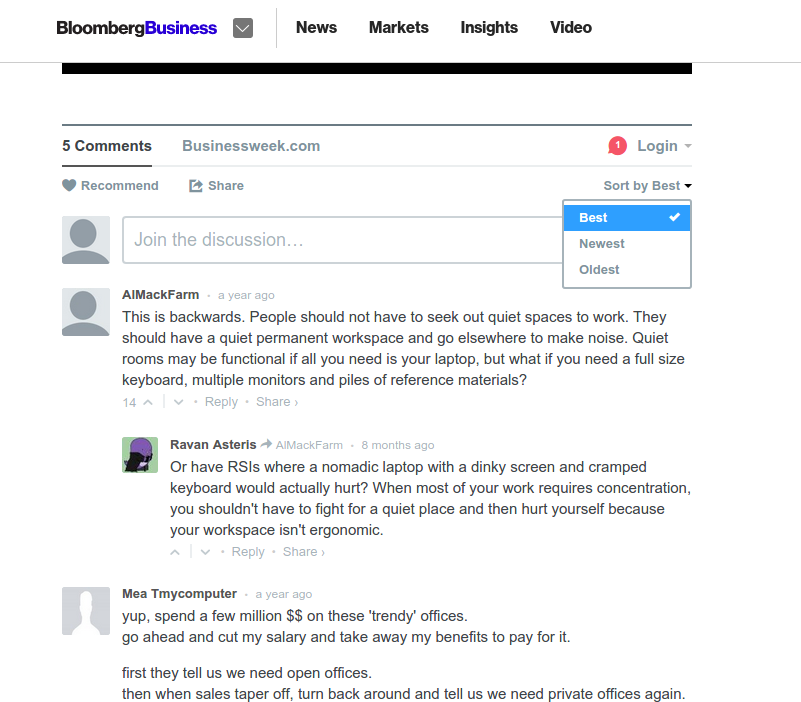 BloombergBusiness News Markets Insights Video
5 Comments Businessweek.com 1 Login
Recommend Share Sort by Best
Best
Newest
Oldest
Join the discussion…
AlMackFarm · a year ago
This is backwards. People should not have to seek out quiet spaces to work. They
should have a quiet permanent workspace and go elsewhere to make noise. Quiet
rooms may be functional if all you need is your laptop, but what if you need a full size
keyboard, multiple monitors and piles of reference materials?
14 · Reply · Share ›
Ravan Asteris AlMackFarm · 8 months ago
Or have RSIs where a nomadic laptop with a dinky screen and cramped
keyboard would actually hurt? When most of your work requires concentration,
you shouldn't have to fight for a quiet place and then hurt yourself because
your workspace isn't ergonomic.
· Reply · Share ›
Mea Tmycomputer · a year ago
yup, spend a few million $$ on these 'trendy' offices.
go ahead and cut my salary and take away my benefits to pay for it.
first they tell us we need open offices.
then when sales taper off, turn back around and tell us we need private offices again.